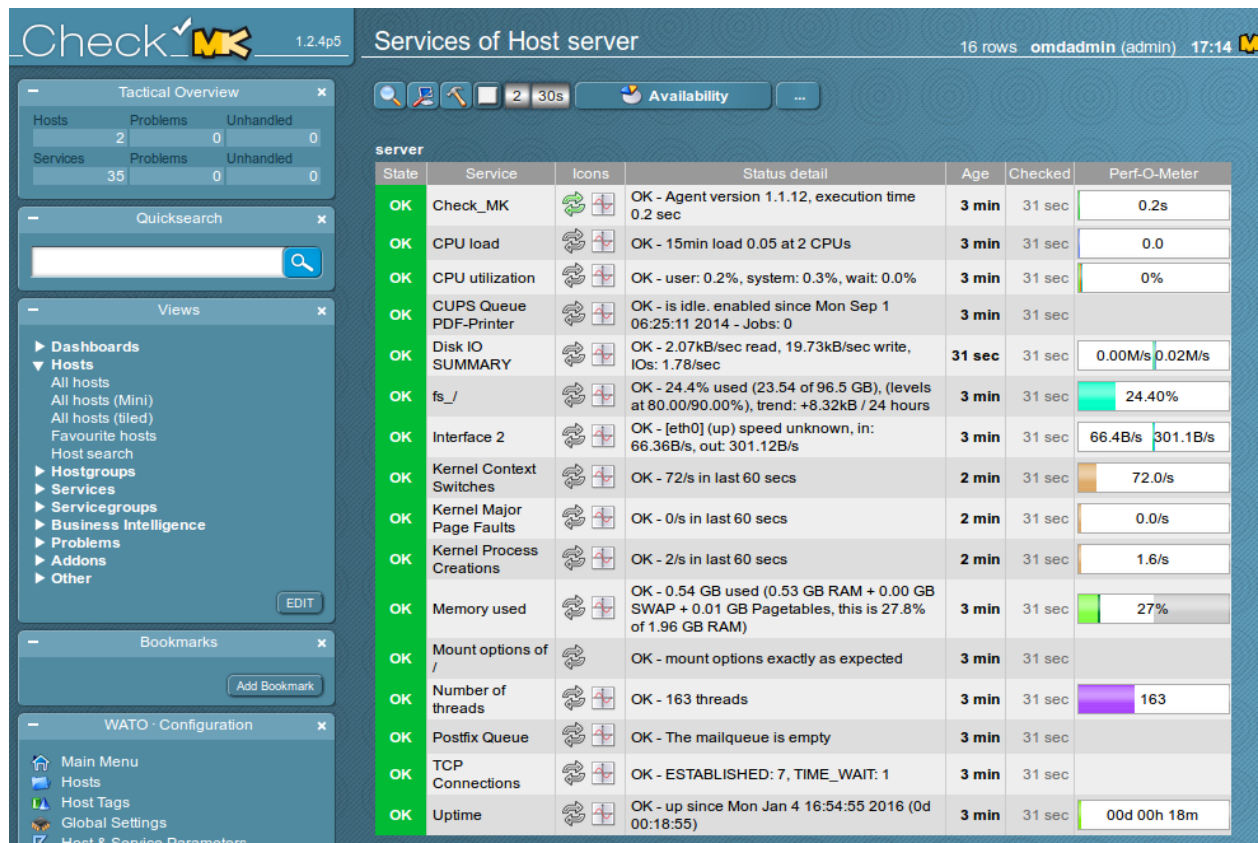 Check MK 1.2.4p5
Services of Host server
16 rows omdadmin (admin) 17:14
Tactical Overview
Hosts Problems Unhandled
2 0 0
Services Problems Unhandled
35 0 0
Quicksearch
Views
Dashboards
Hosts
All hosts
All hosts (Mini)
All hosts (tiled)
Favourite hosts
Host search
Hostgroups
Services
Servicegroups
Business Intelligence
Problems
Addons
Other
EDIT
Bookmarks
Add Bookmark
WATO · Configuration
Main Menu
Hosts
Host Tags
Global Settings
Host & Service Parameters
2 30s Availability ...
server
State Service Icons Status detail Age Checked Perf-O-Meter
OK Check_MK OK - Agent version 1.1.12, execution time 3 min 31 sec 0.2s
0.2 sec
OK CPU load OK - 15min load 0.05 at 2 CPUs 3 min 31 sec 0.0
OK CPU utilization OK - user: 0.2%, system: 0.3%, wait: 0.0% 3 min 31 sec 0%
OK CUPS Queue OK - is idle. enabled since Mon Sep 1 3 min 31 sec
PDF-Printer 06:25:11 2014 - Jobs: 0
OK Disk IO OK - 2.07kB/sec read, 19.73kB/sec write, 31 sec 31 sec 0.00M/s 0.02M/s
SUMMARY IOs: 1.78/sec
OK fs_/ OK - 24.4% used (23.54 of 96.5 GB), (levels 3 min 31 sec 24.40%
at 80.00/90.00%), trend: +8.32kB / 24 hours
OK Interface 2 OK - [eth0] (up) speed unknown, in: 3 min 31 sec 66.4B/s 301.1B/s
66.36B/s, out: 301.12B/s
OK Kernel Context OK - 72/s in last 60 secs 2 min 31 sec 72.0/s
Switches
OK Kernel Major OK - 0/s in last 60 secs 2 min 31 sec 0.0/s
Page Faults
OK Kernel Process OK - 2/s in last 60 secs 2 min 31 sec 1.6/s
Creations
OK Memory used OK - 0.54 GB used (0.53 GB RAM + 0.00 GB 3 min 31 sec 27%
SWAP + 0.01 GB Pagetables, this is 27.8%
of 1.96 GB RAM)
OK Mount options of OK - mount options exactly as expected 3 min 31 sec
/
OK Number of OK - 163 threads 3 min 31 sec 163
threads
OK Postfix Queue OK - The mailqueue is empty 3 min 31 sec
OK TCP OK - ESTABLISHED: 7, TIME_WAIT: 1 3 min 31 sec
Connections
OK Uptime OK - up since Mon Jan 4 16:54:55 2016 (0d 3 min 31 sec 00d 00h 18m
00:18:55)